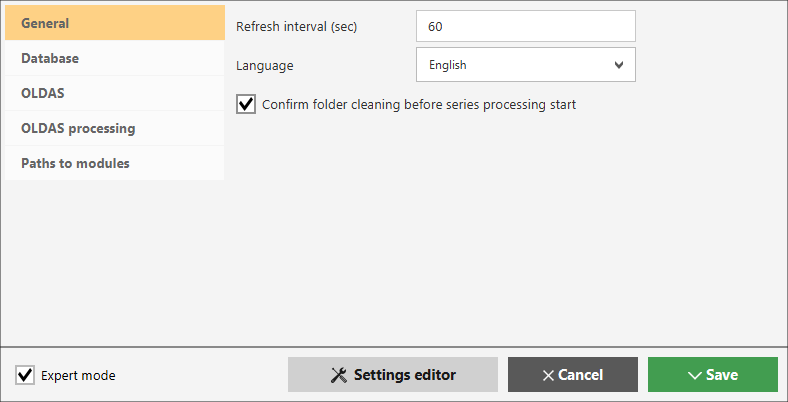 General
Database
OLDAS
OLDAS processing
Paths to modules
Refresh interval (sec)
60
Language
English
Confirm folder cleaning before series processing start
Expert mode
Settings editor
Cancel
Save